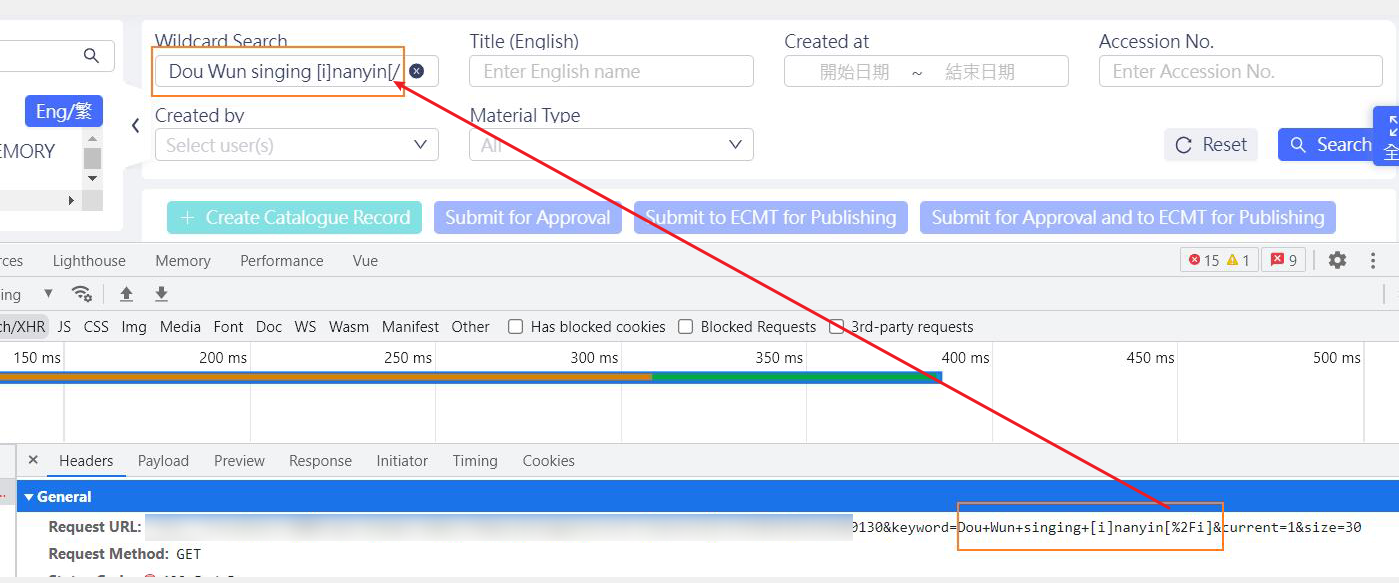 Wildcard Search
Title (English)
Created at
Accession No.
Dou Wun singing [i]nanyin[/
Enter English name
開始日期 ~ 結束日期
Enter Accession No.
Eng/繁
Created by
Material Type
EMORY
Select user(s)
All
Reset
Search
全
+ Create Catalogue Record
Submit for Approval
Submit to ECMT for Publishing
Submit for Approval and to ECMT for Publishing
rces Lighthouse Memory Performance Vue 15 1 9
ing
ch/XHR JS CSS Img Media Font Doc WS Wasm Manifest Other Has blocked cookies Blocked Requests 3rd-party requests
150 ms 200 ms 250 ms 300 ms 350 ms 400 ms 450 ms 500 ms
× Headers Payload Preview Response Initiator Timing Cookies
General
Request URL: 0130&keyword=Dou+Wun+singing+[i]nanyin[%2Fi]&current=1&size=30
Request Method: GET